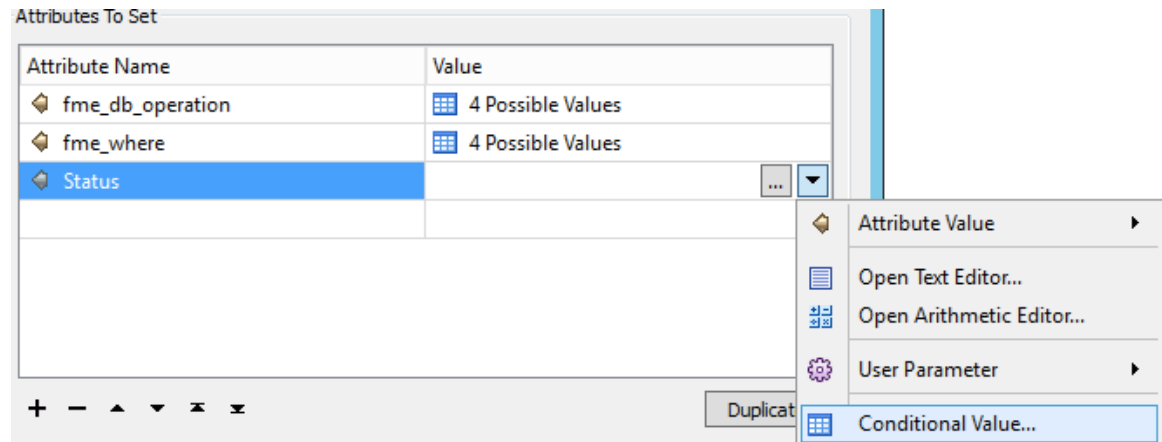 Attributes To Set
Attribute Name Value
fme_db_operation 4 Possible Values
fme_where 4 Possible Values
Status ...
Attribute Value
Open Text Editor...
Open Arithmetic Editor...
User Parameter
Duplicat
Conditional Value...